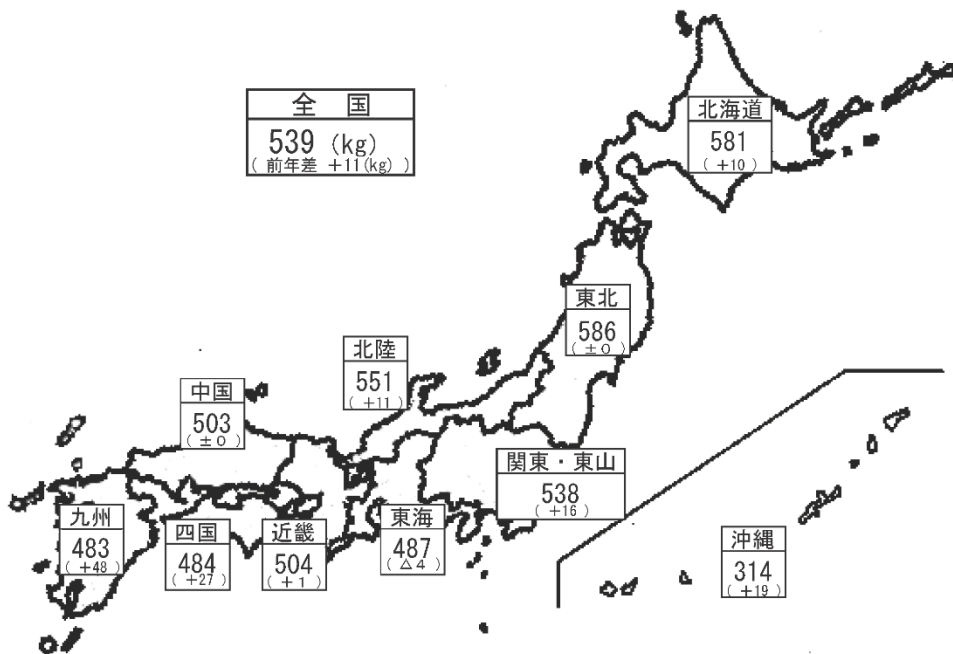 全 国
539 (kg)
( 前年差 +11(kg) )
北海道
581
( +10)
東北
586
( ±0)
北陸
551
( +11)
中国
503
( ±0)
関東・東山
538
( +16)
九州
483
( +48)
四国
484
( +27)
近畿
504
( +1)
東海
487
( △4)
沖縄
314
( +19)